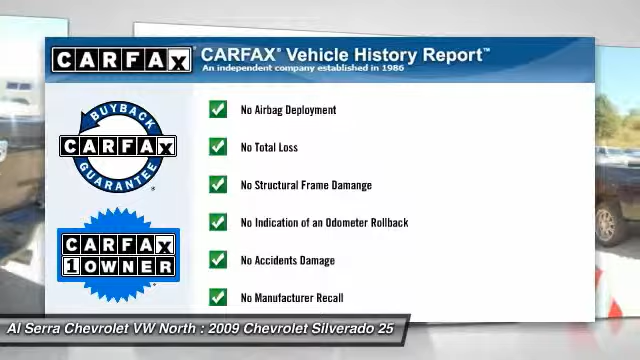 CARFAX
CARFAX Vehicle History Report™
An independent company established in 1986
BUYBACK
CARFAX
GUARANTEE
CARFAX
1 OWNER
No Airbag Deployment
No Total Loss
No Structural Frame Damange
No Indication of an Odometer Rollback
No Accidents Damage
No Manufacturer Recall
Al Serra Chevrolet VW North : 2009 Chevrolet Silverado 25